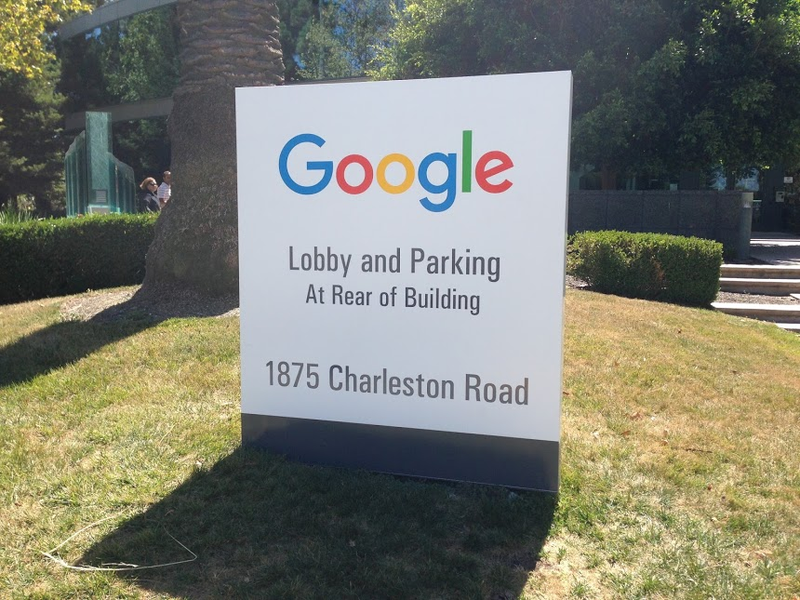 Google
Lobby and Parking
At Rear of Building
1875 Charleston Road